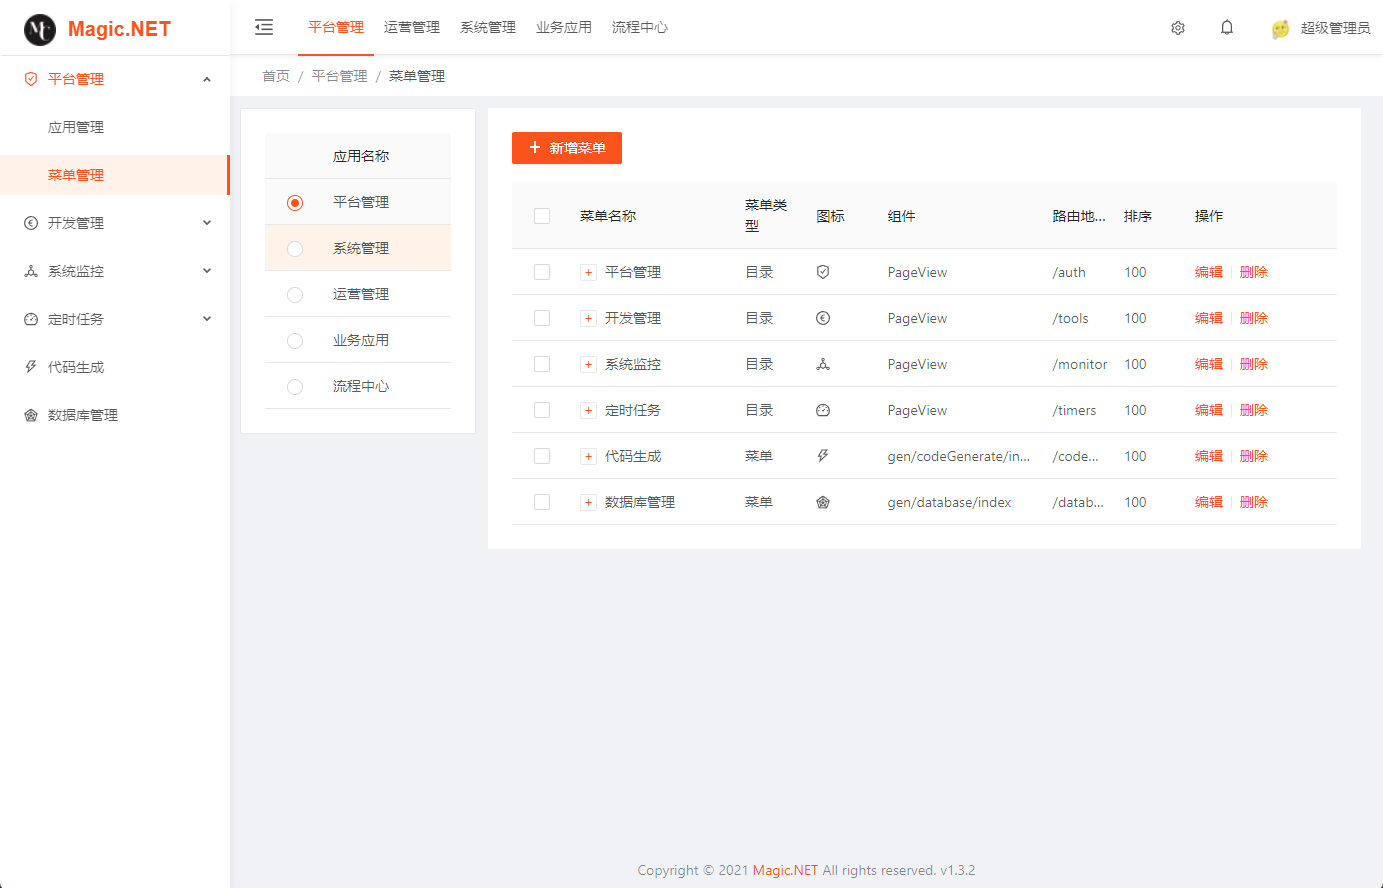 Magic.NET
平台管理 运营管理 系统管理 业务应用 流程中心 超级管理员
首页 / 平台管理 / 菜单管理
平台管理
应用管理
菜单管理
开发管理
系统监控
定时任务
代码生成
数据库管理
应用名称
平台管理
系统管理
运营管理
业务应用
流程中心
+ 新增菜单
菜单名称 菜单类型 图标 组件 路由地... 排序 操作
+ 平台管理 目录 PageView /auth 100 编辑 | 删除
+ 开发管理 目录 PageView /tools 100 编辑 | 删除
+ 系统监控 目录 PageView /monitor 100 编辑 | 删除
+ 定时任务 目录 PageView /timers 100 编辑 | 删除
+ 代码生成 菜单 gen/codeGenerate/in... /code... 100 编辑 | 删除
+ 数据库管理 菜单 gen/database/index /datab... 100 编辑 | 删除
Copyright © 2021 Magic.NET All rights reserved. v1.3.2